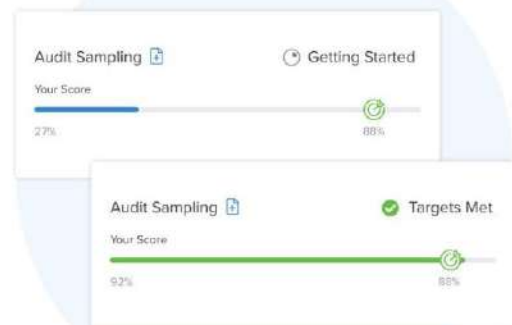 Audit Sampling
Getting Started
Your Score
27%
88%
Audit Sampling
Targets Met
Your Score
92%
88%